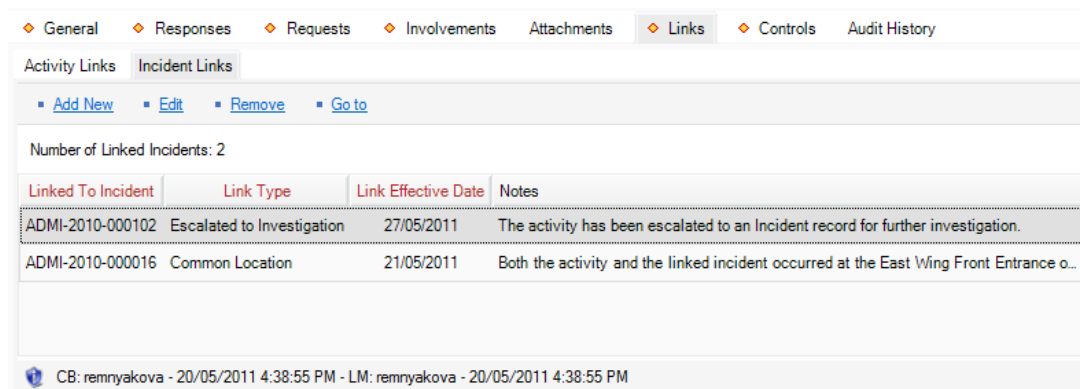 General Responses Requests Involvements Attachments Links Controls Audit History
Activity Links Incident Links
Add New Edit Remove Go to
Number of Linked Incidents: 2
Linked To Incident Link Type Link Effective Date Notes
ADMI-2010-000102 Escalated to Investigation 27/05/2011 The activity has been escalated to an Incident record for further investigation.
ADMI-2010-000016 Common Location 21/05/2011 Both the activity and the linked incident occurred at the East Wing Front Entrance o...
CB: remnyakova - 20/05/2011 4:38:55 PM - LM: remnyakova - 20/05/2011 4:38:55 PM